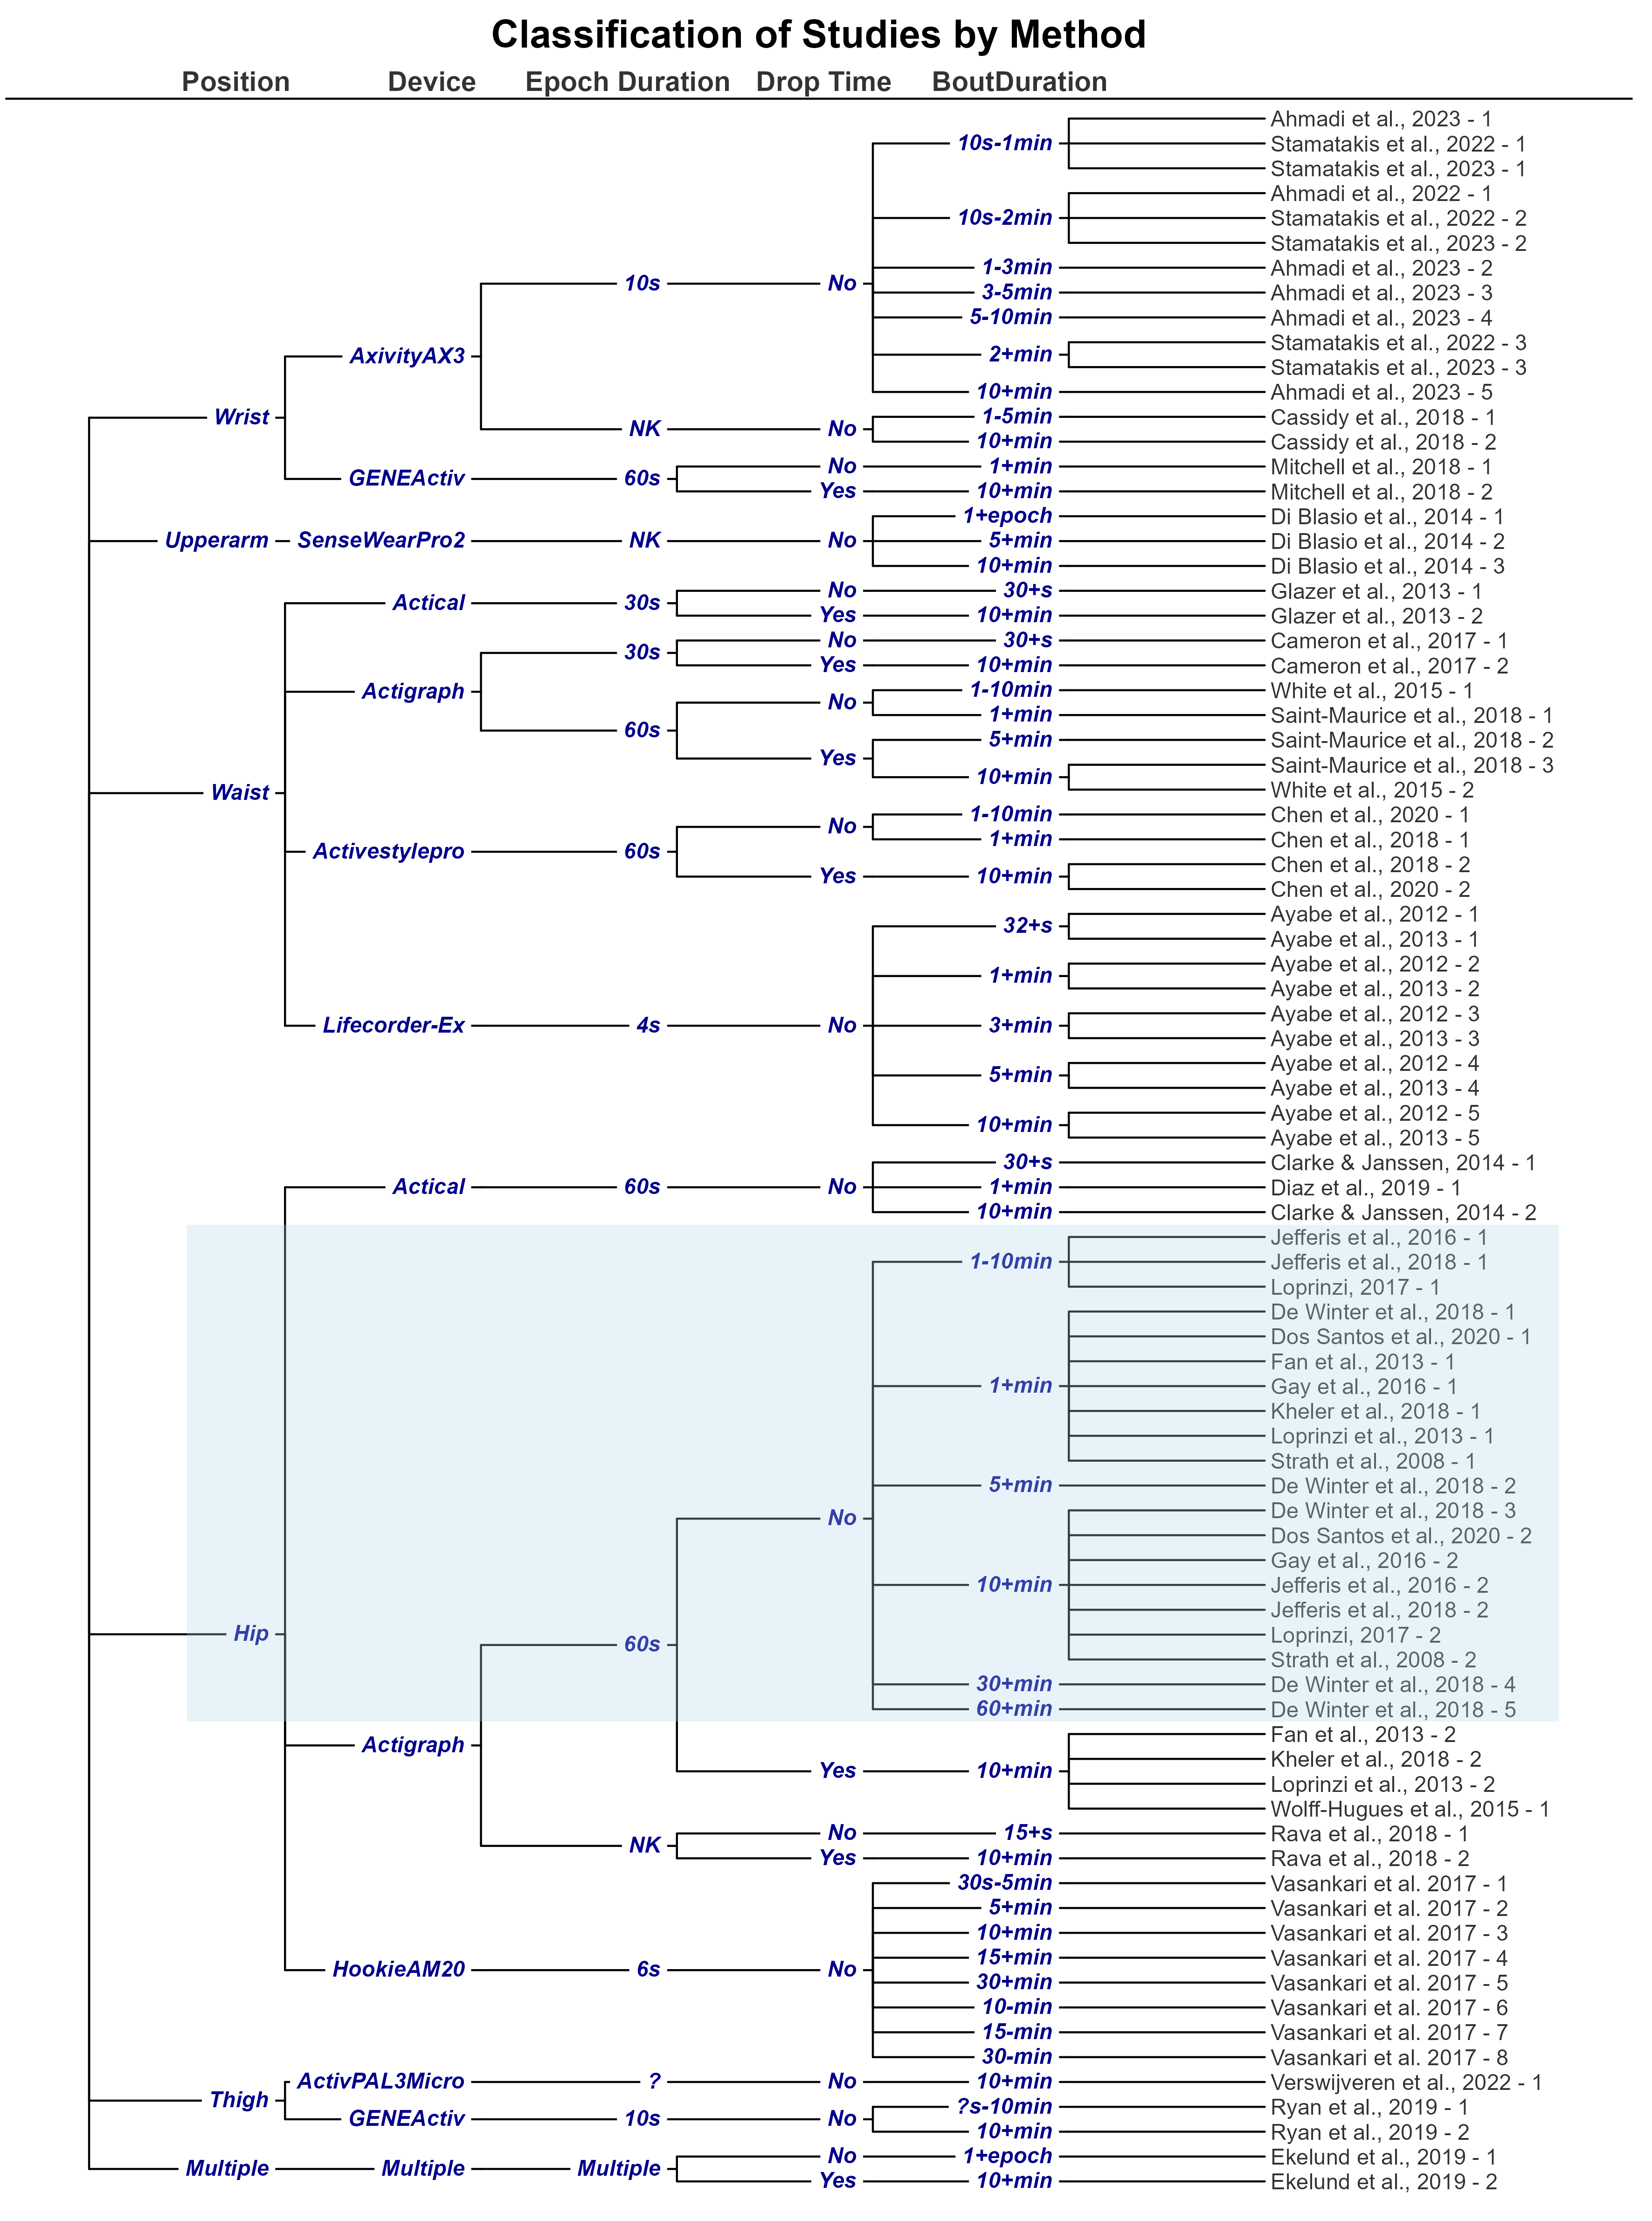 Classification of Studies by Method
Position Device Epoch Duration Drop Time BoutDuration
Ahmadi et al., 2023 - 1
10s-1min Stamatakis et al., 2022 - 1
Stamatakis et al., 2023 - 1
Ahmadi et al., 2022 - 1
10s-2min Stamatakis et al., 2022 - 2
Stamatakis et al., 2023 - 2
1-3min Ahmadi et al., 2023 - 2
10s No 3-5min Ahmadi et al., 2023 - 3
5-10min Ahmadi et al., 2023 - 4
Stamatakis et al., 2022 - 3
AxivityAX3 2+min
Stamatakis et al., 2023 - 3
10+min Ahmadi et al., 2023 - 5
Wrist 1-5min Cassidy et al., 2018 - 1
NK No
10+min Cassidy et al., 2018 - 2
No 1+min Mitchell et al., 2018 - 1
GENEActiv 60s
Yes 10+min Mitchell et al., 2018 - 2
1+epoch Di Blasio et al., 2014 - 1
Upperarm SenseWearPro2 NK No 5+min Di Blasio et al., 2014 - 2
10+min Di Blasio et al., 2014 - 3
No 30+s Glazer et al., 2013 - 1
Actical 30s
Yes 10+min Glazer et al., 2013 - 2
No 30+s Cameron et al., 2017 - 1
30s
Yes 10+min Cameron et al., 2017 - 2
Actigraph 1-10min White et al., 2015 - 1
No
1+min Saint-Maurice et al., 2018 - 1
60s
5+min Saint-Maurice et al., 2018 - 2
Yes
Saint-Maurice et al., 2018 - 3
10+min
White et al., 2015 - 2
Waist
1-10min Chen et al., 2020 - 1
No
1+min Chen et al., 2018 - 1
Activestylepro 60s
Chen et al., 2018 - 2
Yes 10+min
Chen et al., 2020 - 2
Ayabe et al., 2012 - 1
32+s
Ayabe et al., 2013 - 1
Ayabe et al., 2012 - 2
1+min
Ayabe et al., 2013 - 2
Ayabe et al., 2012 - 3
Lifecorder-Ex 4s No 3+min
Ayabe et al., 2013 - 3
Ayabe et al., 2012 - 4
5+min
Ayabe et al., 2013 - 4
Ayabe et al., 2012 - 5
10+min
Ayabe et al., 2013 - 5
30+s Clarke & Janssen, 2014 - 1
Actical 60s No 1+min Diaz et al., 2019 - 1
10+min Clarke & Janssen, 2014 - 2
Jefferis et al., 2016 - 1
1-10min Jefferis et al., 2018 - 1
Loprinzi, 2017 - 1
De Winter et al., 2018 - 1
Dos Santos et al., 2020 - 1
Fan et al., 2013 - 1
1+min Gay et al., 2016 - 1
Kheler et al., 2018 - 1
Loprinzi et al., 2013 - 1
Strath et al., 2008 - 1
5+min De Winter et al., 2018 - 2
De Winter et al., 2018 - 3
No
Dos Santos et al., 2020 - 2
Gay et al., 2016 - 2
10+min Jefferis et al., 2016 - 2
Jefferis et al., 2018 - 2
Hip Loprinzi, 2017 - 2
60s
Strath et al., 2008 - 2
30+min De Winter et al., 2018 - 4
60+min De Winter et al., 2018 - 5
Fan et al., 2013 - 2
Actigraph
Kheler et al., 2018 - 2
Yes 10+min
Loprinzi et al., 2013 - 2
Wolff-Hugues et al., 2015 - 1
No 15+s Rava et al., 2018 - 1
NK
Yes 10+min Rava et al., 2018 - 2
30s-5min Vasankari et al. 2017 - 1
5+min Vasankari et al. 2017 - 2
10+min Vasankari et al. 2017 - 3
15+min Vasankari et al. 2017 - 4
HookieAM20 6s No
30+min Vasankari et al. 2017 - 5
10-min Vasankari et al. 2017 - 6
15-min Vasankari et al. 2017 - 7
30-min Vasankari et al. 2017 - 8
ActivPAL3Micro ? No 10+min Verswijveren et al., 2022 - 1
Thigh
?s-10min Ryan et al., 2019 - 1
GENEActiv 10s No
10+min Ryan et al., 2019 - 2
No 1+epoch Ekelund et al., 2019 - 1
Multiple Multiple Multiple
Yes 10+min Ekelund et al., 2019 - 2